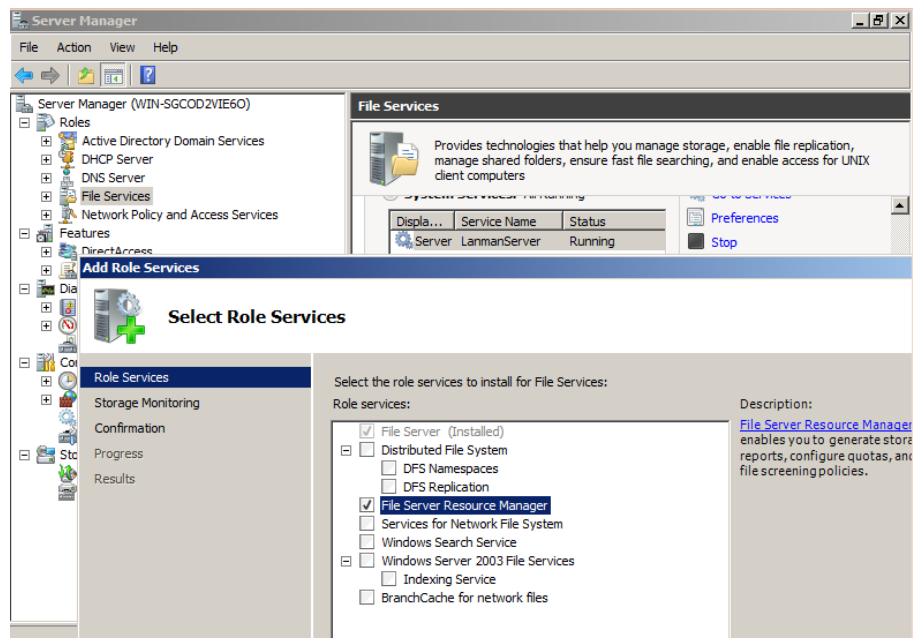 Server Manager
File Action View Help
Server Manager (WIN-SGCOD2VIE6O)
Roles
Active Directory Domain Services
DHCP Server
DNS Server
File Services
Network Policy and Access Services
Features
DirectAccess
Dia
Co
Sto
File Services
Provides technologies that help you manage storage, enable file replication,
manage shared folders, ensure fast file searching, and enable access for UNIX
client computers
Displa... Service Name Status
Server LanmanServer Running
Preferences
Stop
Add Role Services
Select Role Services
Role Services
Storage Monitoring
Confirmation
Progress
Results
Select the role services to install for File Services:
Role services:
File Server (Installed)
Distributed File System
DFS Namespaces
DFS Replication
File Server Resource Manager
Services for Network File System
Windows Search Service
Windows Server 2003 File Services
Indexing Service
BranchCache for network files
Description:
File Server Resource Manager
enables you to generate stora
reports, configure quotas, and
file screening policies.